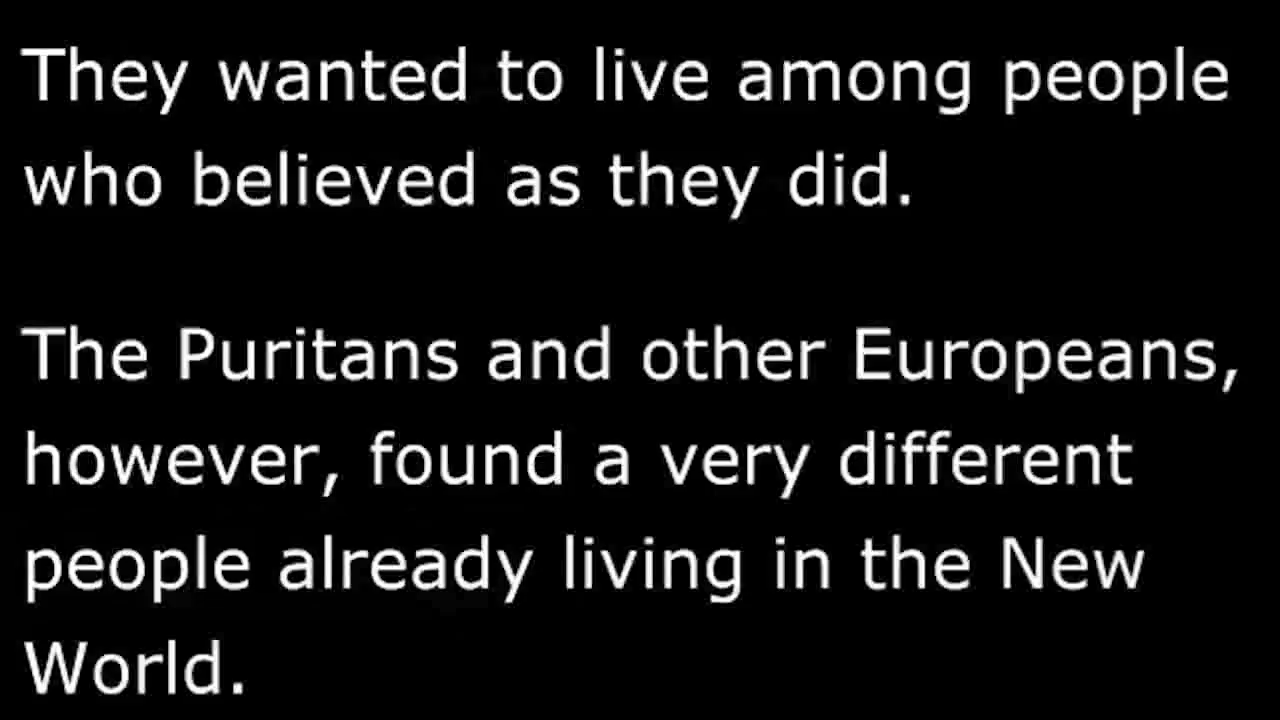 They wanted to live among people
who believed as they did.
The Puritans and other Europeans,
however, found a very different
people already living in the New
World.